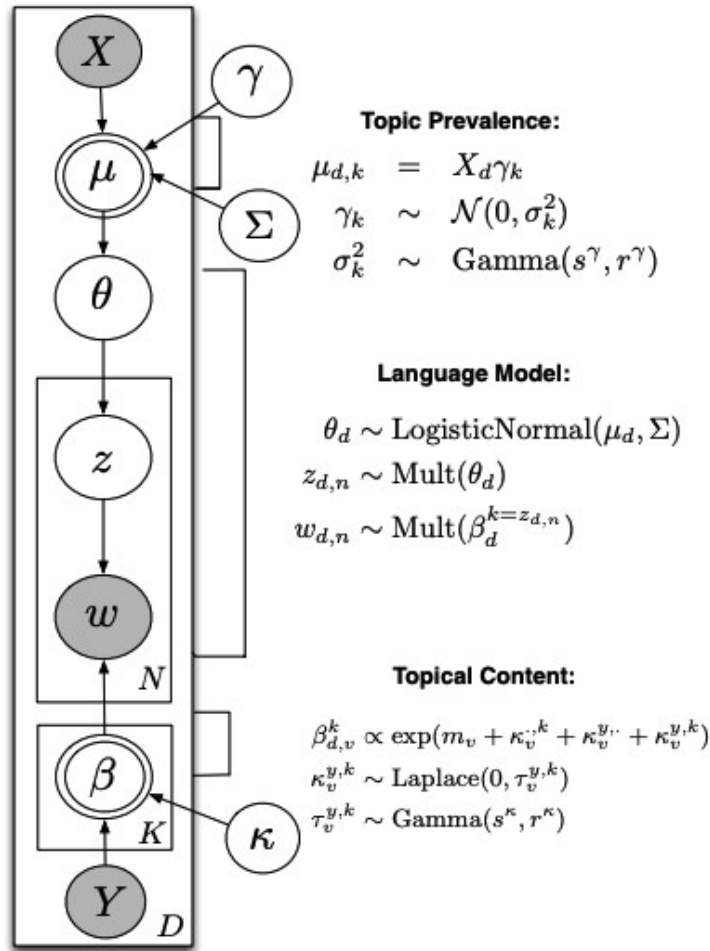 X
γ
μ
Σ
θ
z
w
N
β
K
κ
Y
D
Topic Prevalence:
μ_{d,k} = X_d γ_k
γ_k ∼ 𝒩(0, σ_k^2)
σ_k^2 ∼ Gamma(s^γ, r^γ)
Language Model:
θ_d ∼ LogisticNormal(μ_d, Σ)
z_{d,n} ∼ Mult(θ_d)
w_{d,n} ∼ Mult(β_d^{k=z_{d,n}})
Topical Content:
β_{d,v}^k ∝ exp(m_v + κ_v^{·,k} + κ_v^{y,·} + κ_v^{y,k})
κ_v^{y,k} ∼ Laplace(0, τ_v^{y,k})
τ_v^{y,k} ∼ Gamma(s^κ, r^κ)